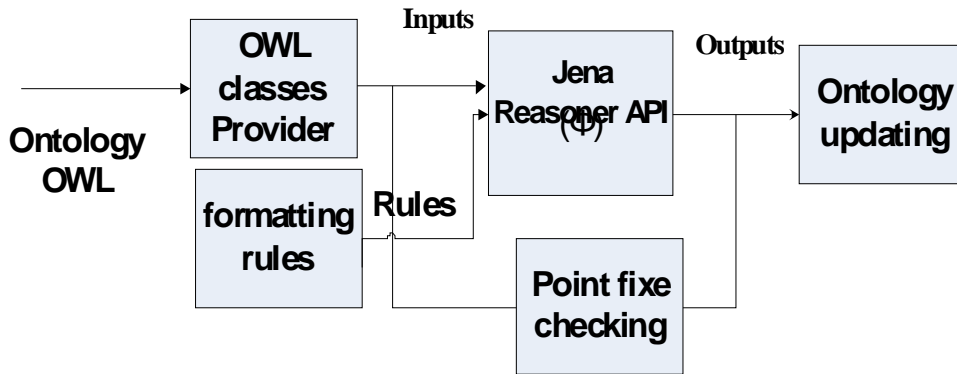 Ontology
OWL
OWL
classes
Provider
formatting
rules
Inputs
Rules
Jena
Reasoner API
(Φ)
Point fixe
checking
Outputs
Ontology
updating